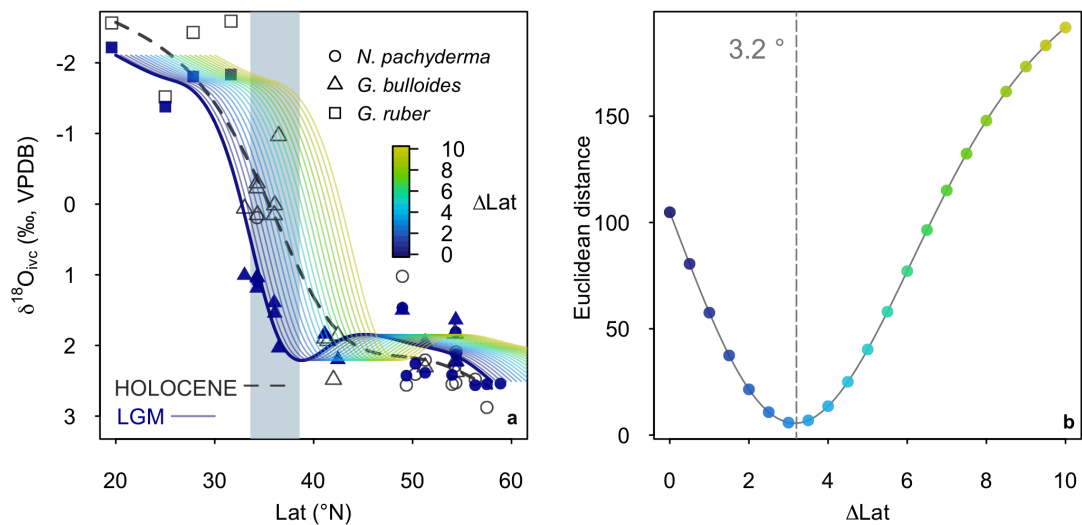 δ18Oivc (‰, VPDB)
-2
-1
0
1
2
3
N. pachyderma
G. bulloides
G. ruber
10
8
6
4
2
0
ΔLat
HOLOCENE
LGM
a
20
30
40
50
60
Lat (°N)
Euclidean distance
150
100
50
0
3.2 °
b
0
2
4
6
8
10
ΔLat